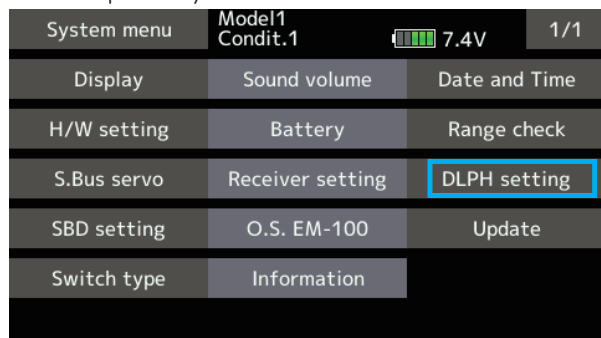 System menu
Model1
Condit.1
7.4V
1/1
Display
Sound volume
Date and Time
H/W setting
Battery
Range check
S.Bus servo
Receiver setting
DLPH setting
SBD setting
O.S. EM-100
Update
Switch type
Information